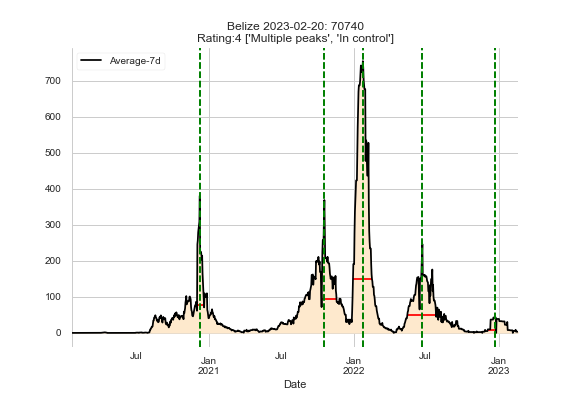 Belize 2023-02-20: 70740
Rating:4 ['Multiple peaks', 'In control']
Average-7d
700
600
500
400
300
200
100
0
Jul Jan Jul Jan Jul Jan
2021 2022 2023
Date